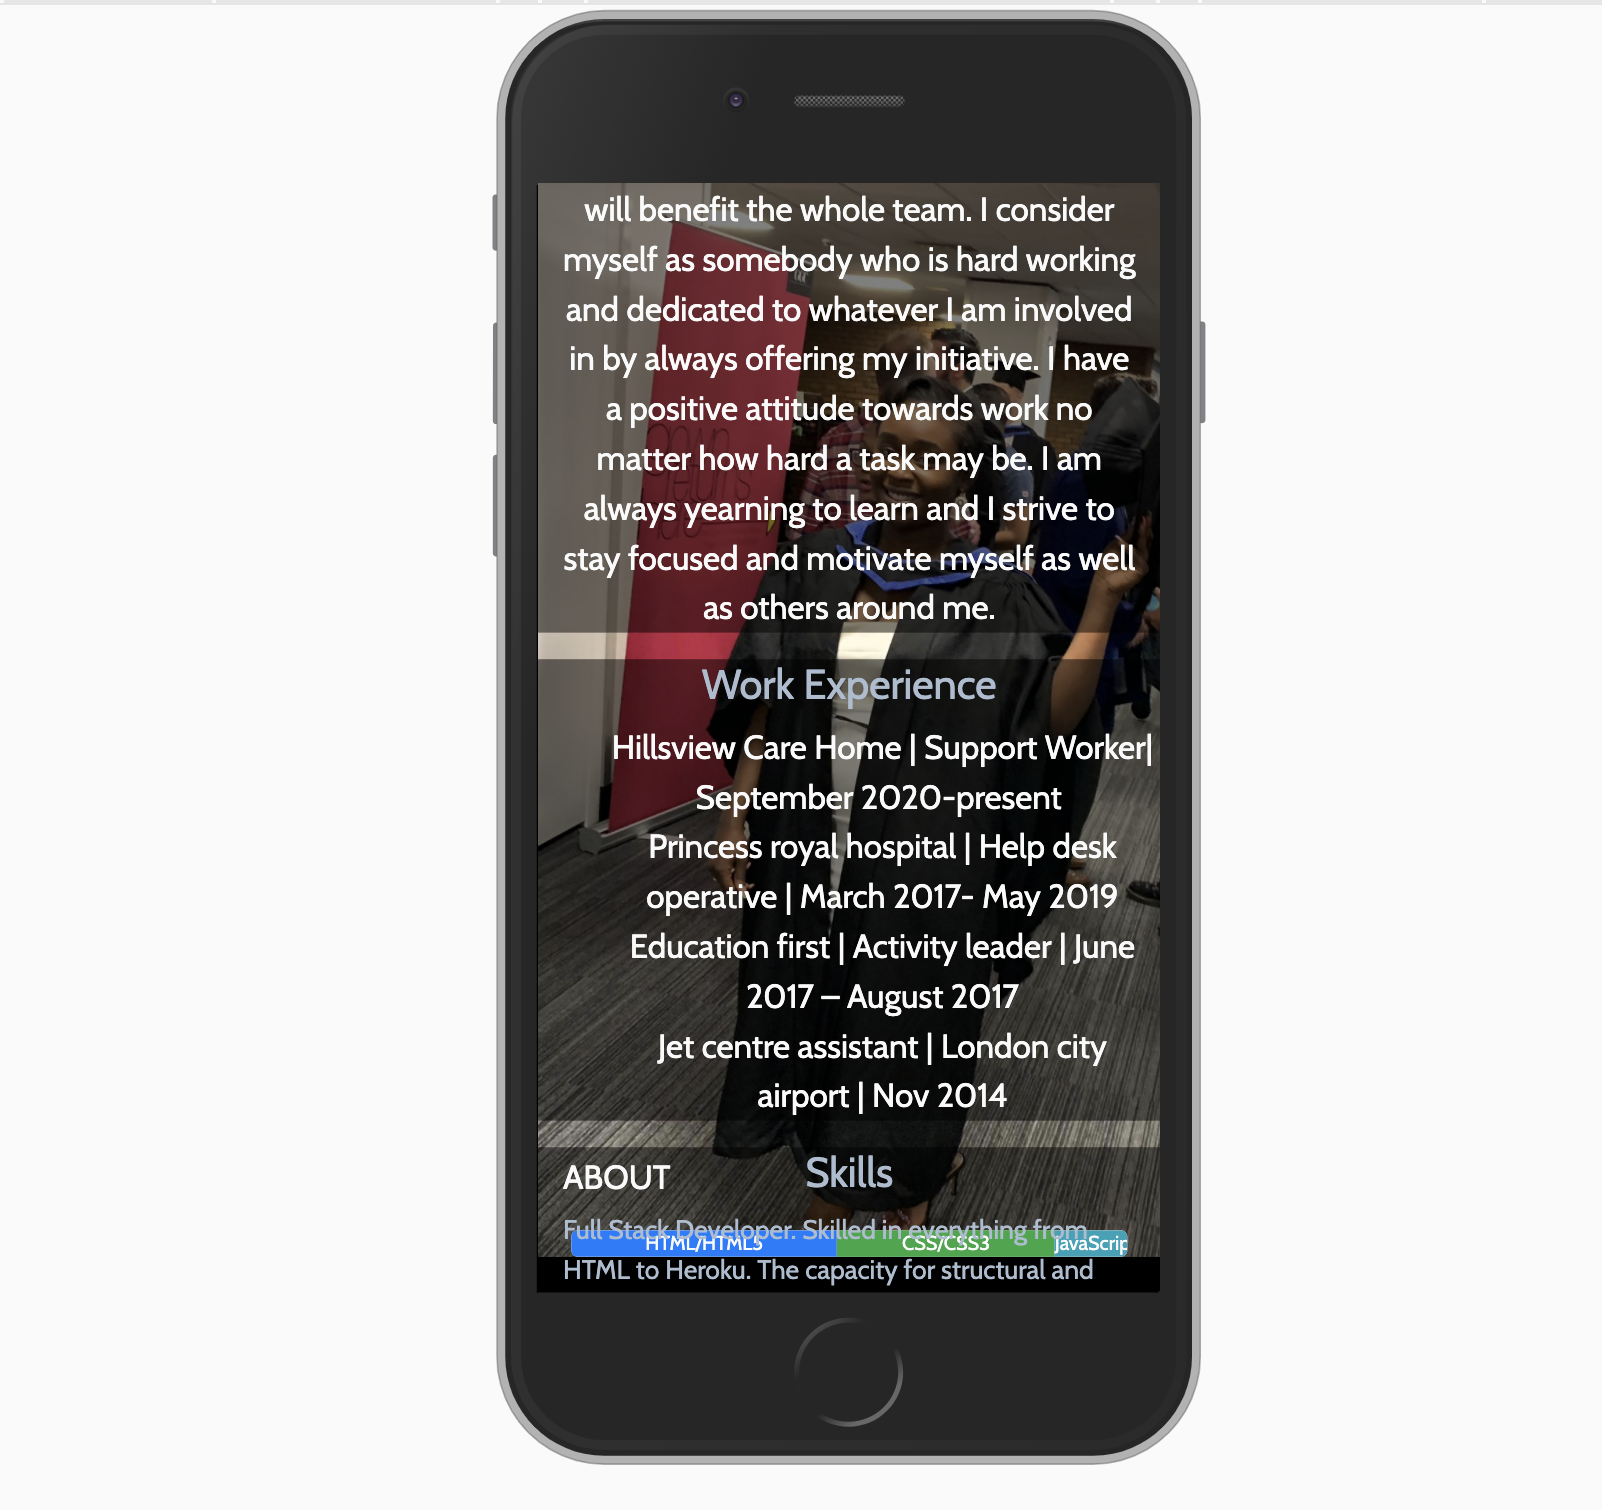 will benefit the whole team. I consider
myself as somebody who is hard working
and dedicated to whatever I am involved
in by always offering my initiative. I have
a positive attitude towards work no
matter how hard a task may be. I am
always yearning to learn and I strive to
stay focused and motivate myself as well
as others around me.
Work Experience
Hillsview Care Home | Support Worker|
September 2020-present
Princess royal hospital | Help desk
operative | March 2017- May 2019
Education first | Activity leader | June
2017 – August 2017
Jet centre assistant | London city
airport | Nov 2014
Skills
ABOUT
Full Stack Developer. Skilled in everything from
HTML/HTML5 CSS/CSS3 JavaScrip
HTML to Heroku. The capacity for structural and